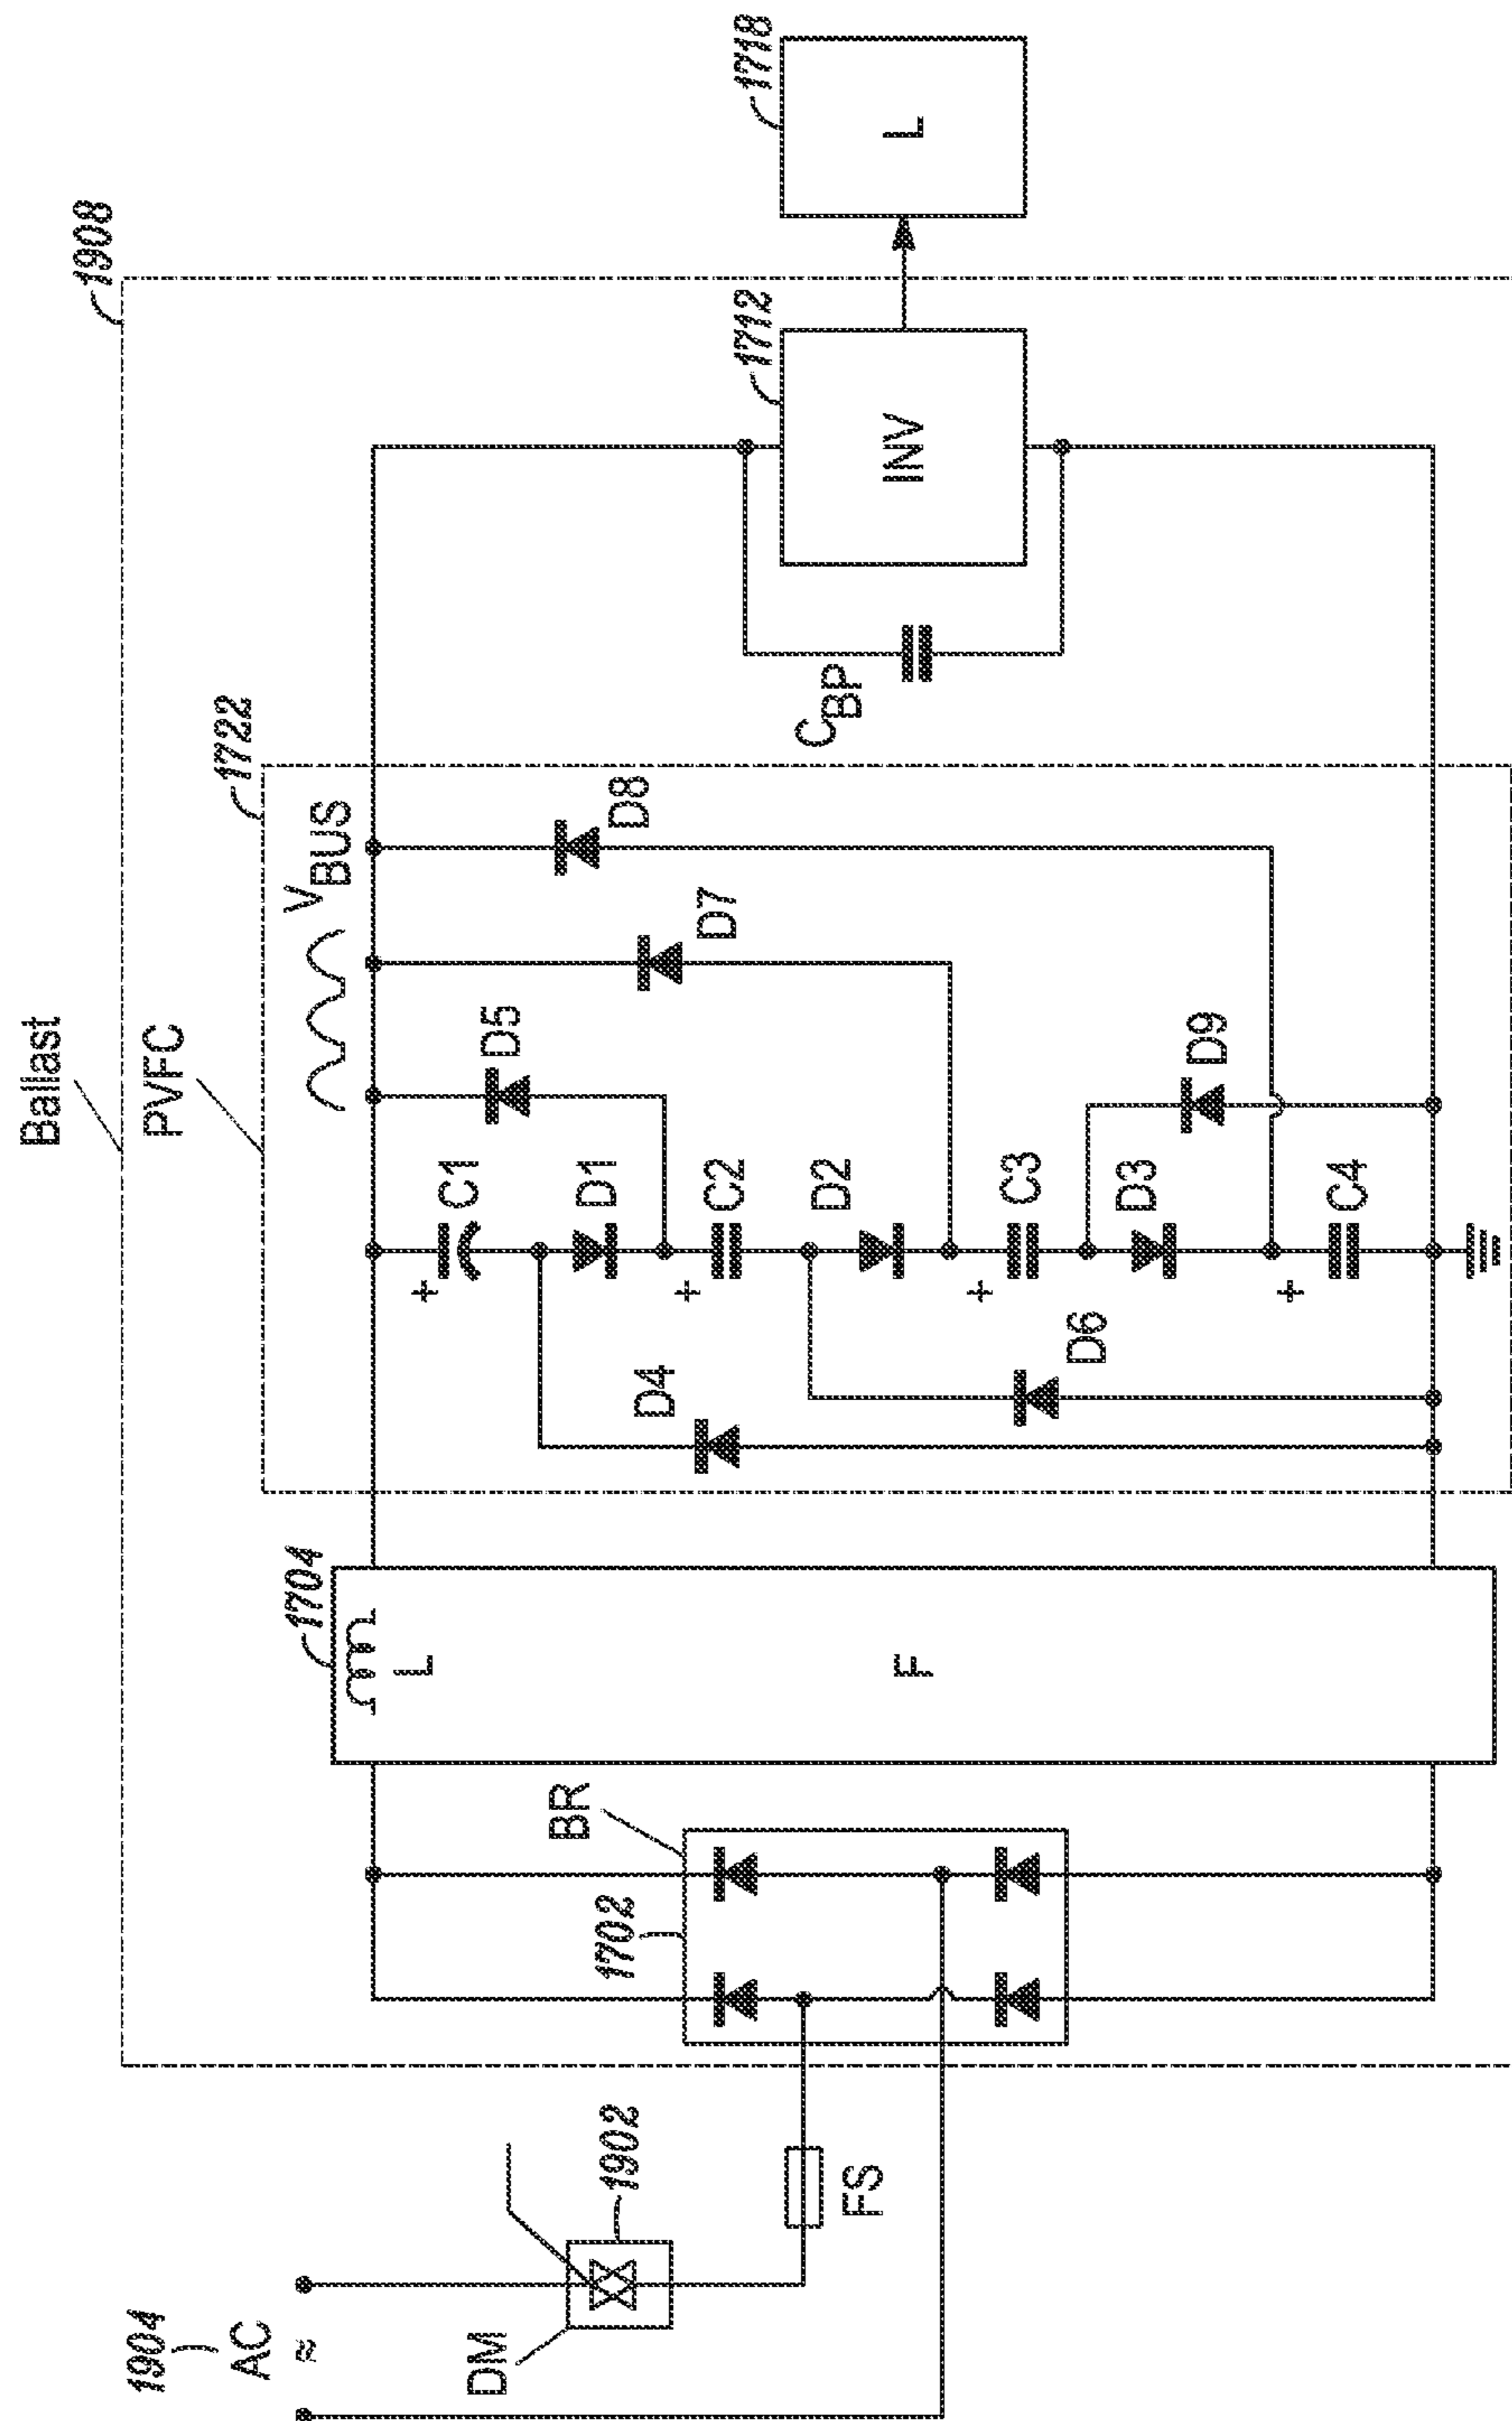 Ballast
1908
PVFC
1722
V BUS
1704
L
F
C1
D1
C2
D2
C3
D3
C4
D4
D5
D6
D7
D8
D9
+
+
+
+
C BP
1712
INV
1718
L
BR
1702
1904
AC
≈
DM
1902
FS